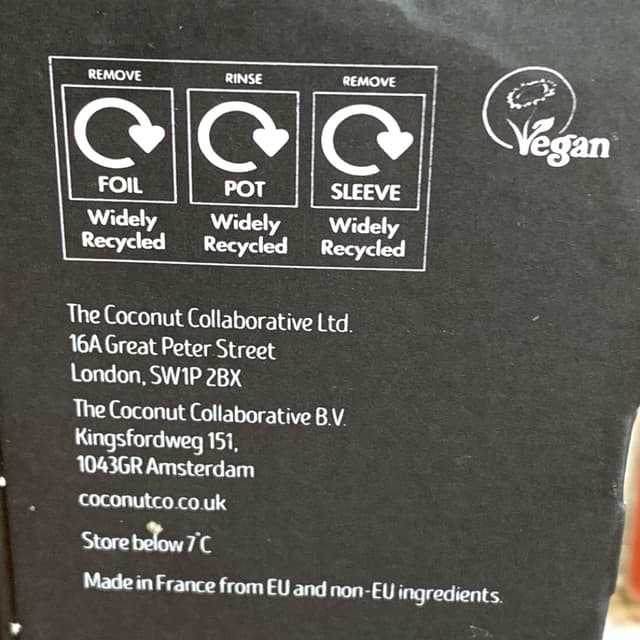 REMOVE RINSE REMOVE
FOIL POT SLEEVE
Widely Widely Widely
Recycled Recycled Recycled
Vegan
The Coconut Collaborative Ltd.
16A Great Peter Street
London, SW1P 2BX
The Coconut Collaborative B.V.
Kingsfordweg 151,
1043GR Amsterdam
coconutco.co.uk
Store below 7°C
Made in France from EU and non-EU ingredients.